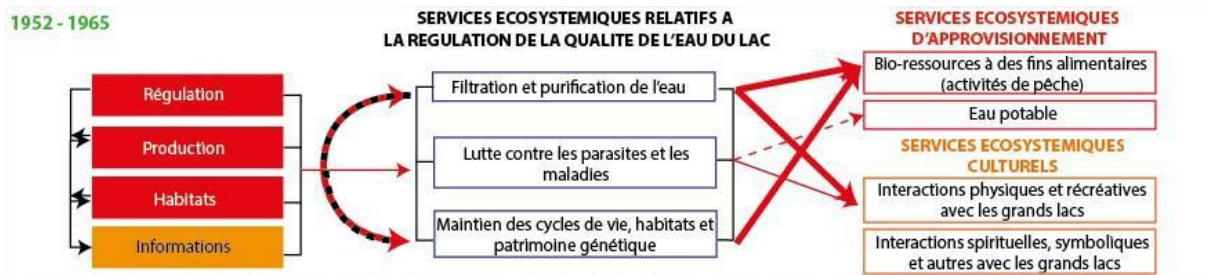 1952 - 1965
SERVICES ECOSYSTEMIQUES RELATIFS A
LA REGULATION DE LA QUALITE DE L'EAU DU LAC
SERVICES ECOSYSTEMIQUES
D'APPROVISIONNEMENT
Régulation
Production
Habitats
Informations
Filtration et purification de l'eau
Lutte contre les parasites et les
maladies
Maintien des cycles de vie, habitats et
patrimoine génétique
Bio-ressources à des fins alimentaires
(activités de pêche)
Eau potable
SERVICES ECOSYSTEMIQUES
CULTURELS
Interactions physiques et récréatives
avec les grands lacs
Interactions spirituelles, symboliques
et autres avec les grands lacs